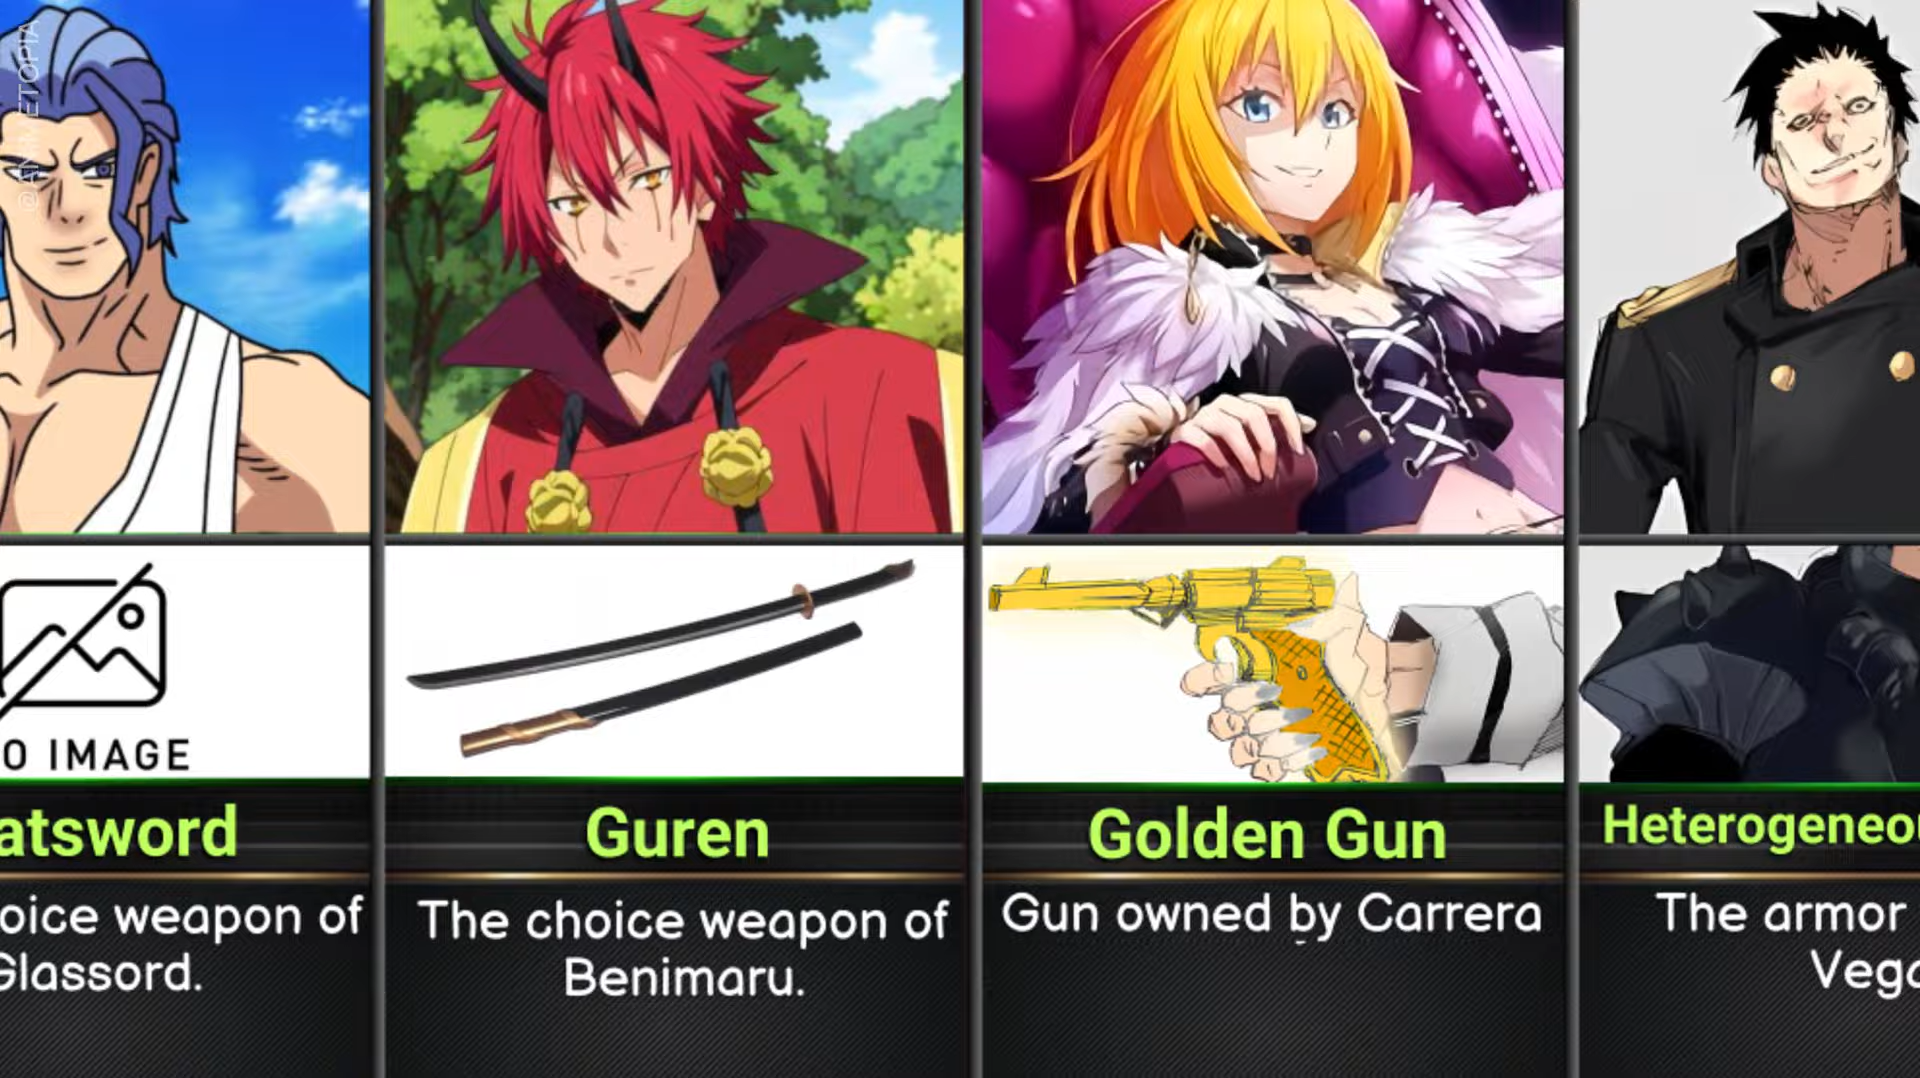 @ANIMETOPIA
O IMAGE
atsword
oice weapon of
Glassord.
Guren
The choice weapon of
Benimaru.
Golden Gun
Gun owned by Carrera
Heterogeneo
The armor
Vega